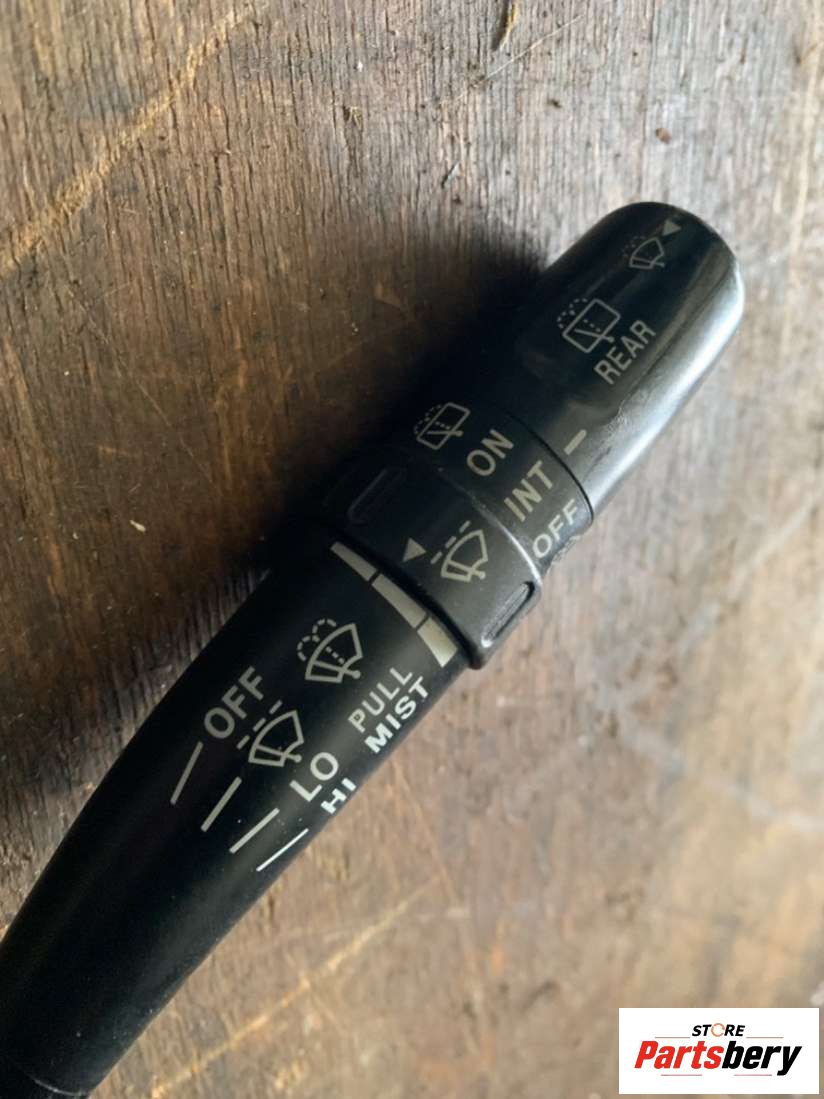 REAR
ON
INT
OFF
PULL
MIST
OFF
LO
HI
STORE
Partsbery